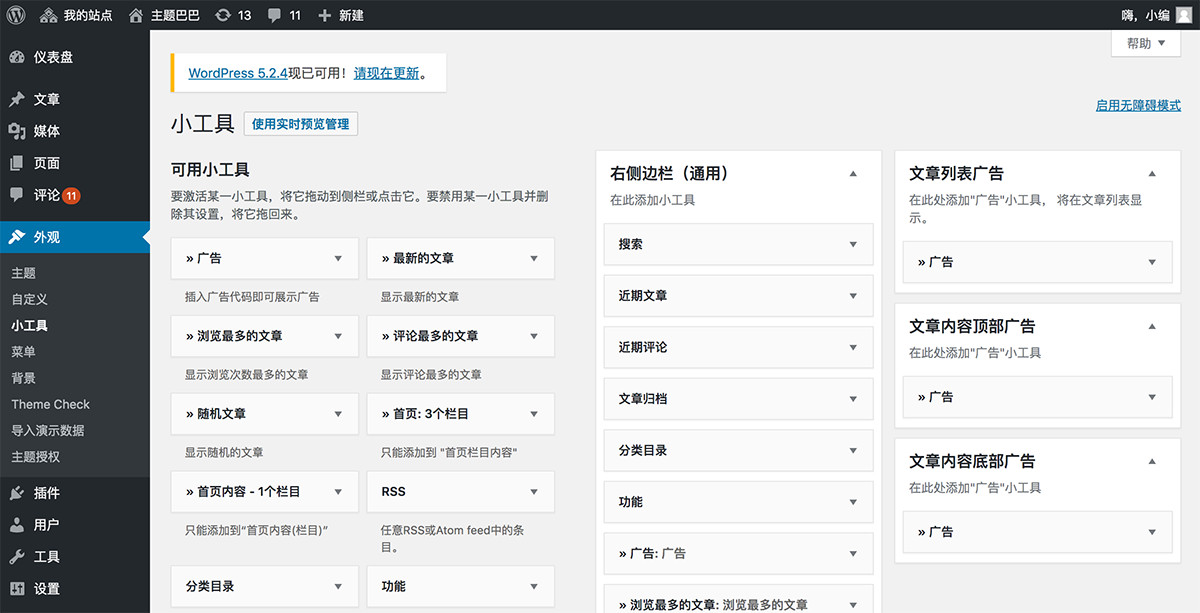 我的站点 主题巴巴 13 11 新建 嗨，小编
帮助
仪表盘
文章
媒体
页面
评论 11
外观
主题
自定义
小工具
菜单
背景
Theme Check
导入演示数据
主题授权
插件
用户
工具
设置
WordPress 5.2.4现已可用！请现在更新。
启用无障碍模式
小工具 使用实时预览管理
可用小工具
要激活某一小工具，将它拖动到侧栏或点击它。要禁用某一小工具并删
除其设置，将它拖回来。
» 广告
插入广告代码即可展示广告
» 最新的文章
显示最新的文章
» 浏览最多的文章
显示浏览次数最多的文章
» 评论最多的文章
显示评论最多的文章
» 随机文章
显示随机的文章
» 首页: 3个栏目
只能添加到 "首页栏目内容"
» 首页内容 - 1个栏目
只能添加到“首页内容(栏目)”
RSS
任意RSS或Atom feed中的条
目。
分类目录
功能
右侧边栏（通用）
在此添加小工具
搜索
近期文章
近期评论
文章归档
分类目录
功能
» 广告: 广告
» 浏览最多的文章: 浏览最多的文章
文章列表广告
在此处添加"广告"小工具， 将在文章列表显
示。
» 广告
文章内容顶部广告
在此处添加"广告"小工具
» 广告
文章内容底部广告
在此处添加"广告"小工具
» 广告